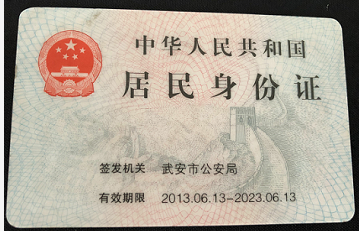 中华人民共和国
居民身份证
签发机关 武安市公安局
有效期限 2013.06.13-2023.06.13